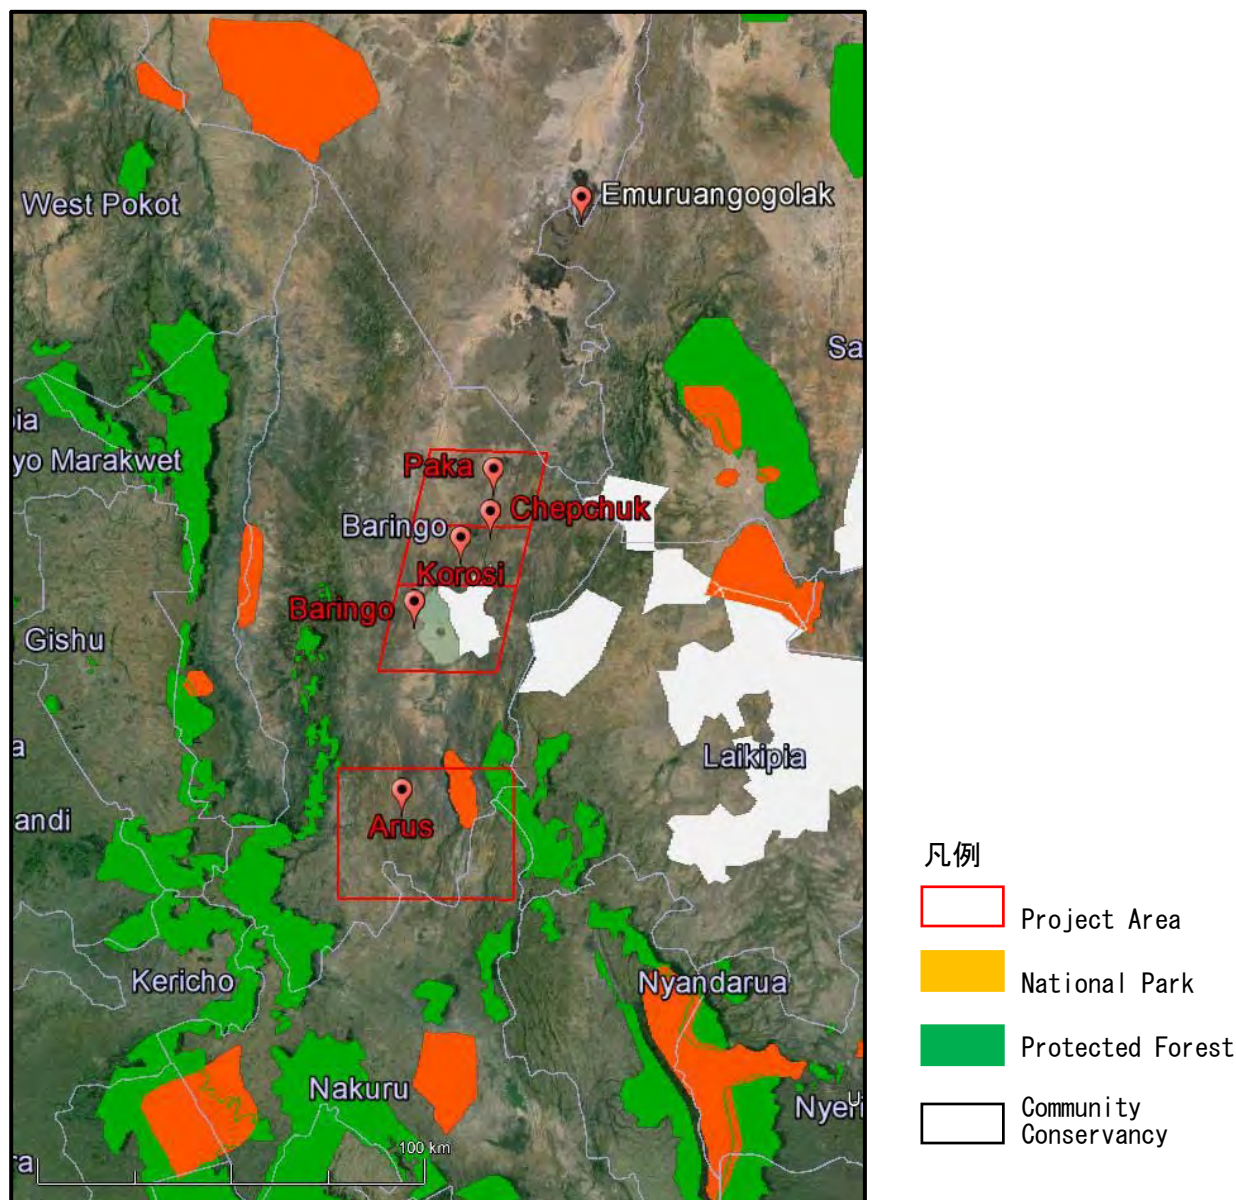 Emuruangogolak
West Pokot
Sa
ia
yo Marakwet
Paka
Chepchuk
Baringo
Korosi
Baringo
Gishu
a
Laikipia
andi
Arus
Kericho
Nyandarua
Nakuru
Nyeri
100 km
ra
凡例
Project Area
National Park
Protected Forest
Community
Conservancy